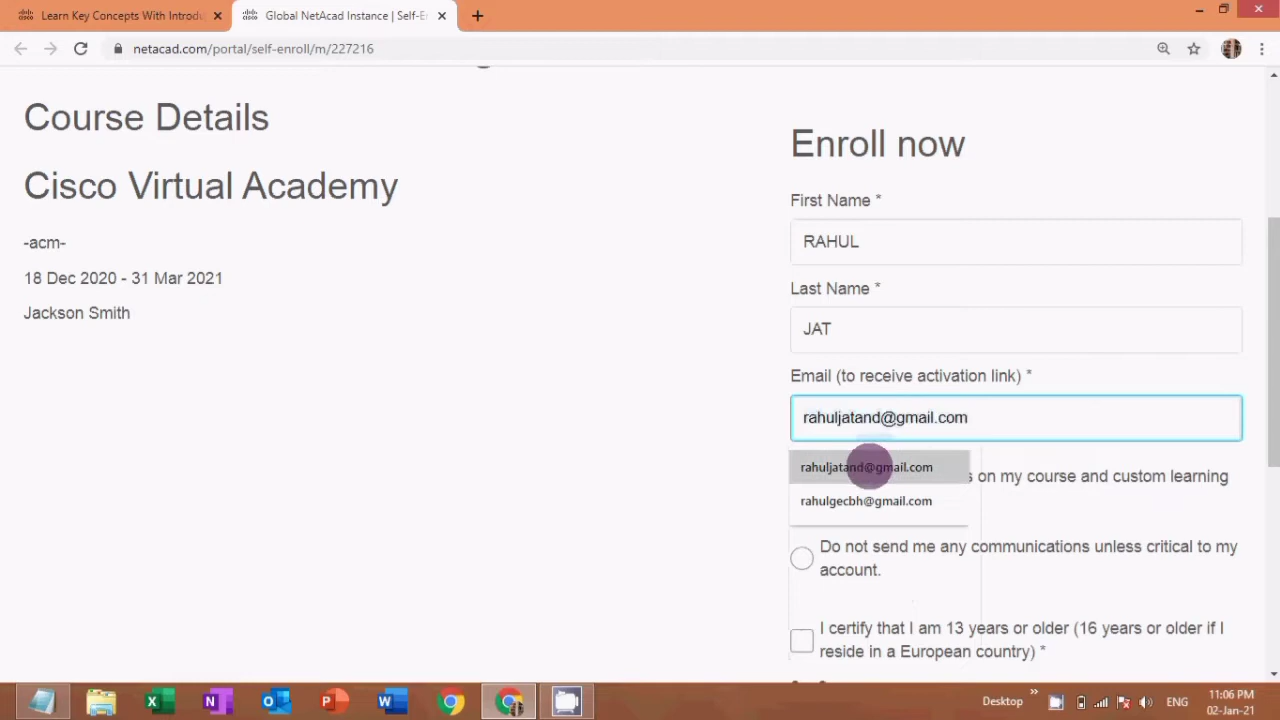 Learn Key Concepts With Introdu
Global NetAcad Instance | Self-E
netacad.com/portal/self-enroll/m/227216
Course Details
Cisco Virtual Academy
-acm-
18 Dec 2020 - 31 Mar 2021
Jackson Smith
Enroll now
First Name *
RAHUL
Last Name *
JAT
Email (to receive activation link) *
rahuljatand@gmail.com
rahuljatand@gmail.com
s on my course and custom learning
rahulgecbh@gmail.com
Do not send me any communications unless critical to my
account.
I certify that I am 13 years or older (16 years or older if I
reside in a European country) *
Desktop
ENG
11:06 PM
02-Jan-21